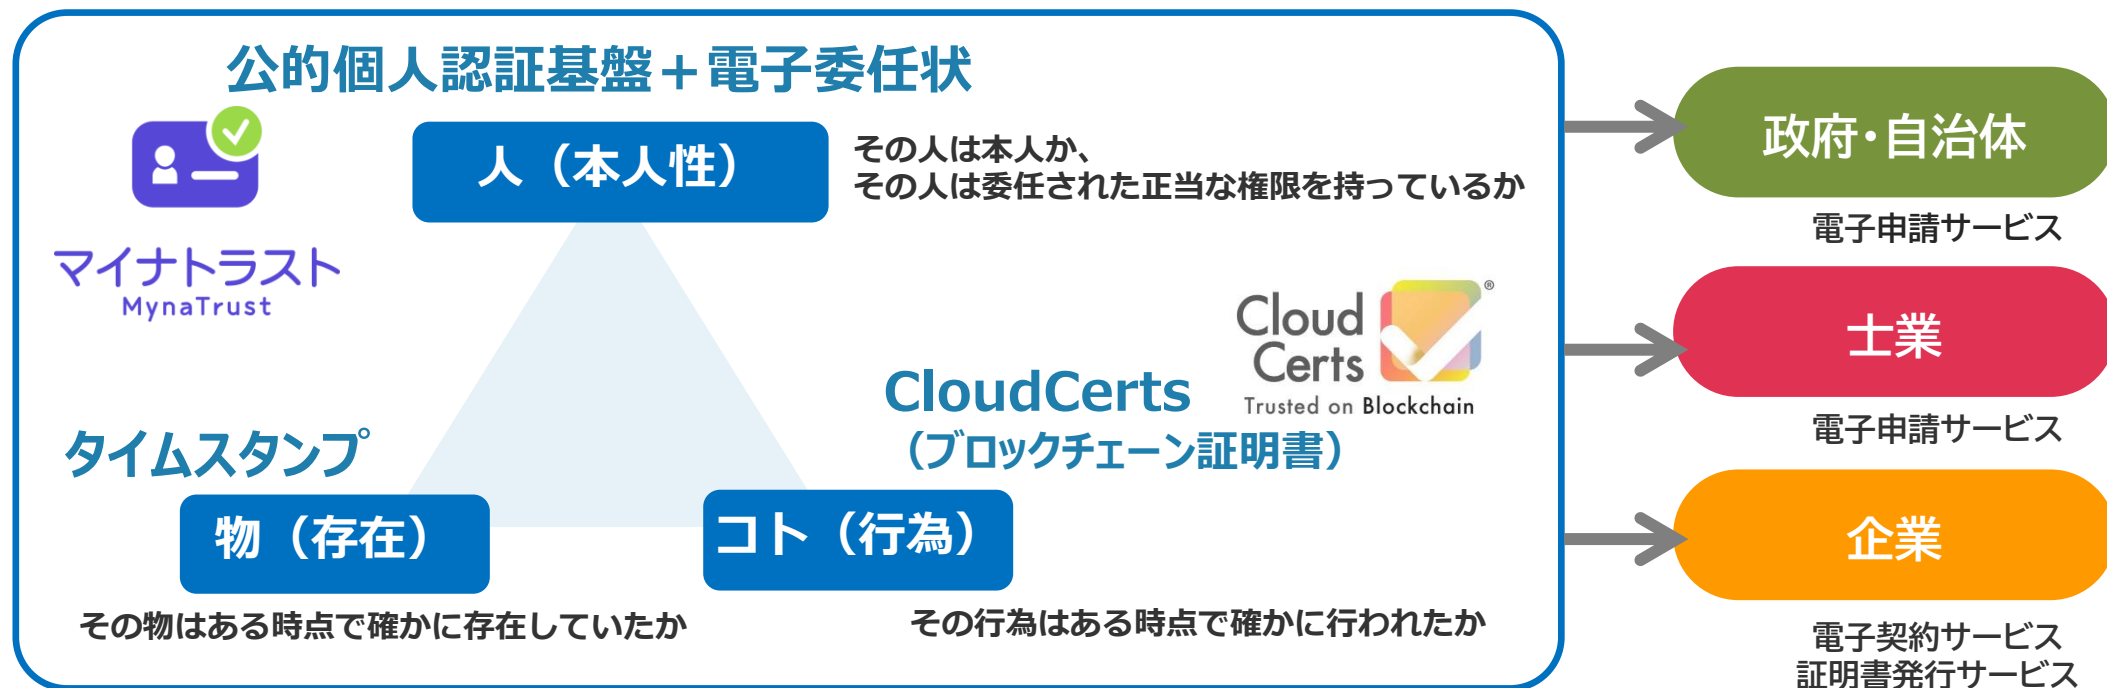 公的個人認証基盤＋電子委任状
マイナトラスト
MynaTrust
人（本人性）
その人は本人か、
その人は委任された正当な権限を持っているか
Cloud
Certs
®
Trusted on Blockchain
CloudCerts
（ブロックチェーン証明書）
タイムスタンプ
物（存在）
その物はある時点で確かに存在していたか
コト（行為）
その行為はある時点で確かに行われたか
政府・自治体
電子申請サービス
士業
電子申請サービス
企業
電子契約サービス
証明書発行サービス